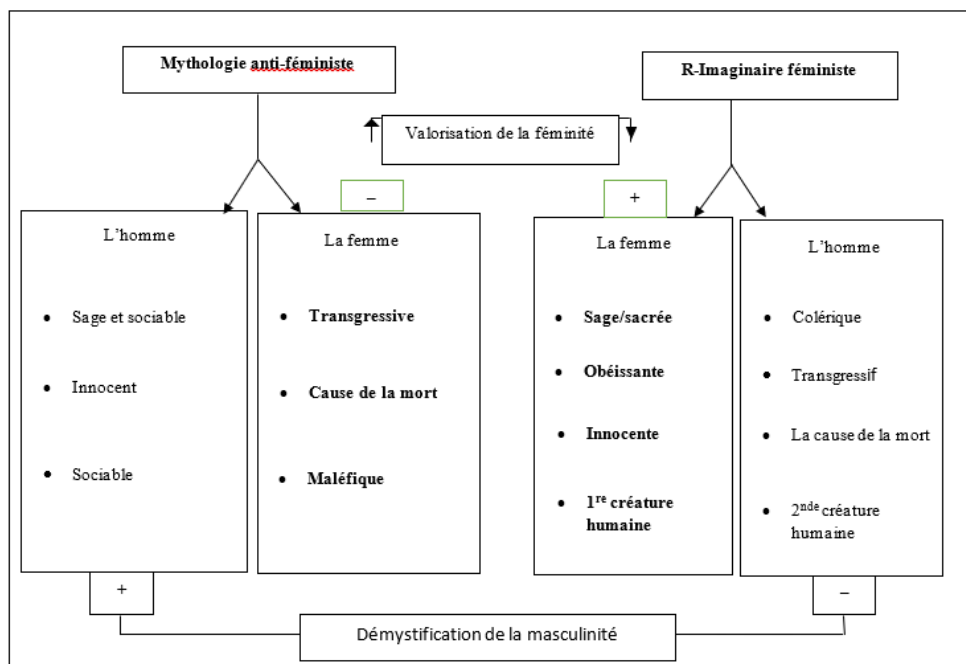 Mythologie anti-féministe
R-Imaginaire féministe
Valorisation de la féminité
–
+
L'homme
Sage et sociable
Innocent
Sociable
La femme
Transgressive
Cause de la mort
Maléfique
La femme
Sage/sacrée
Obéissante
Innocente
1re créature
humaine
L'homme
Colérique
Transgressif
La cause de la mort
2nde créature
humaine
+
–
Démystification de la masculinité